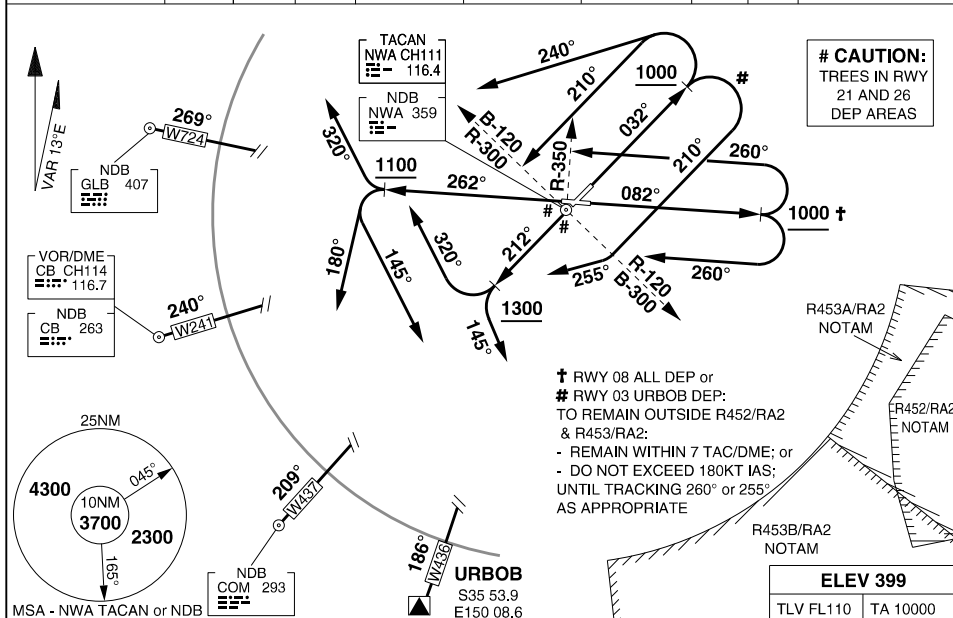 TACAN
NWA CH111
116.4
NDB
NWA 359
# CAUTION:
TREES IN RWY
21 AND 26
DEP AREAS
VAR 13°E
269°
W724
NDB
GLB 407
VOR/DME
CB CH114
116.7
NDB
CB 263
240°
W241
240°
210°
1000
#
032°
210°
B-120
R-300
R-350
260°
320°
1100
262°
082°
1000 †
#
#
180°
145°
320°
212°
1300
145°
255°
260°
R-120
B-300
R453A/RA2
NOTAM
R452/RA2
NOTAM
† RWY 08 ALL DEP or
# RWY 03 URBOB DEP:
TO REMAIN OUTSIDE R452/RA2
& R453/RA2:
- REMAIN WITHIN 7 TAC/DME; or
- DO NOT EXCEED 180KT IAS;
UNTIL TRACKING 260° or 255°
AS APPROPRIATE
R453B/RA2
NOTAM
25NM
4300
10NM
3700
2300
045°
165°
MSA - NWA TACAN or NDB
209°
W437
NDB
COM 293
186°
W436
URBOB
S35 53.9
E150 08.6
ELEV 399
TLV FL110
TA 10000